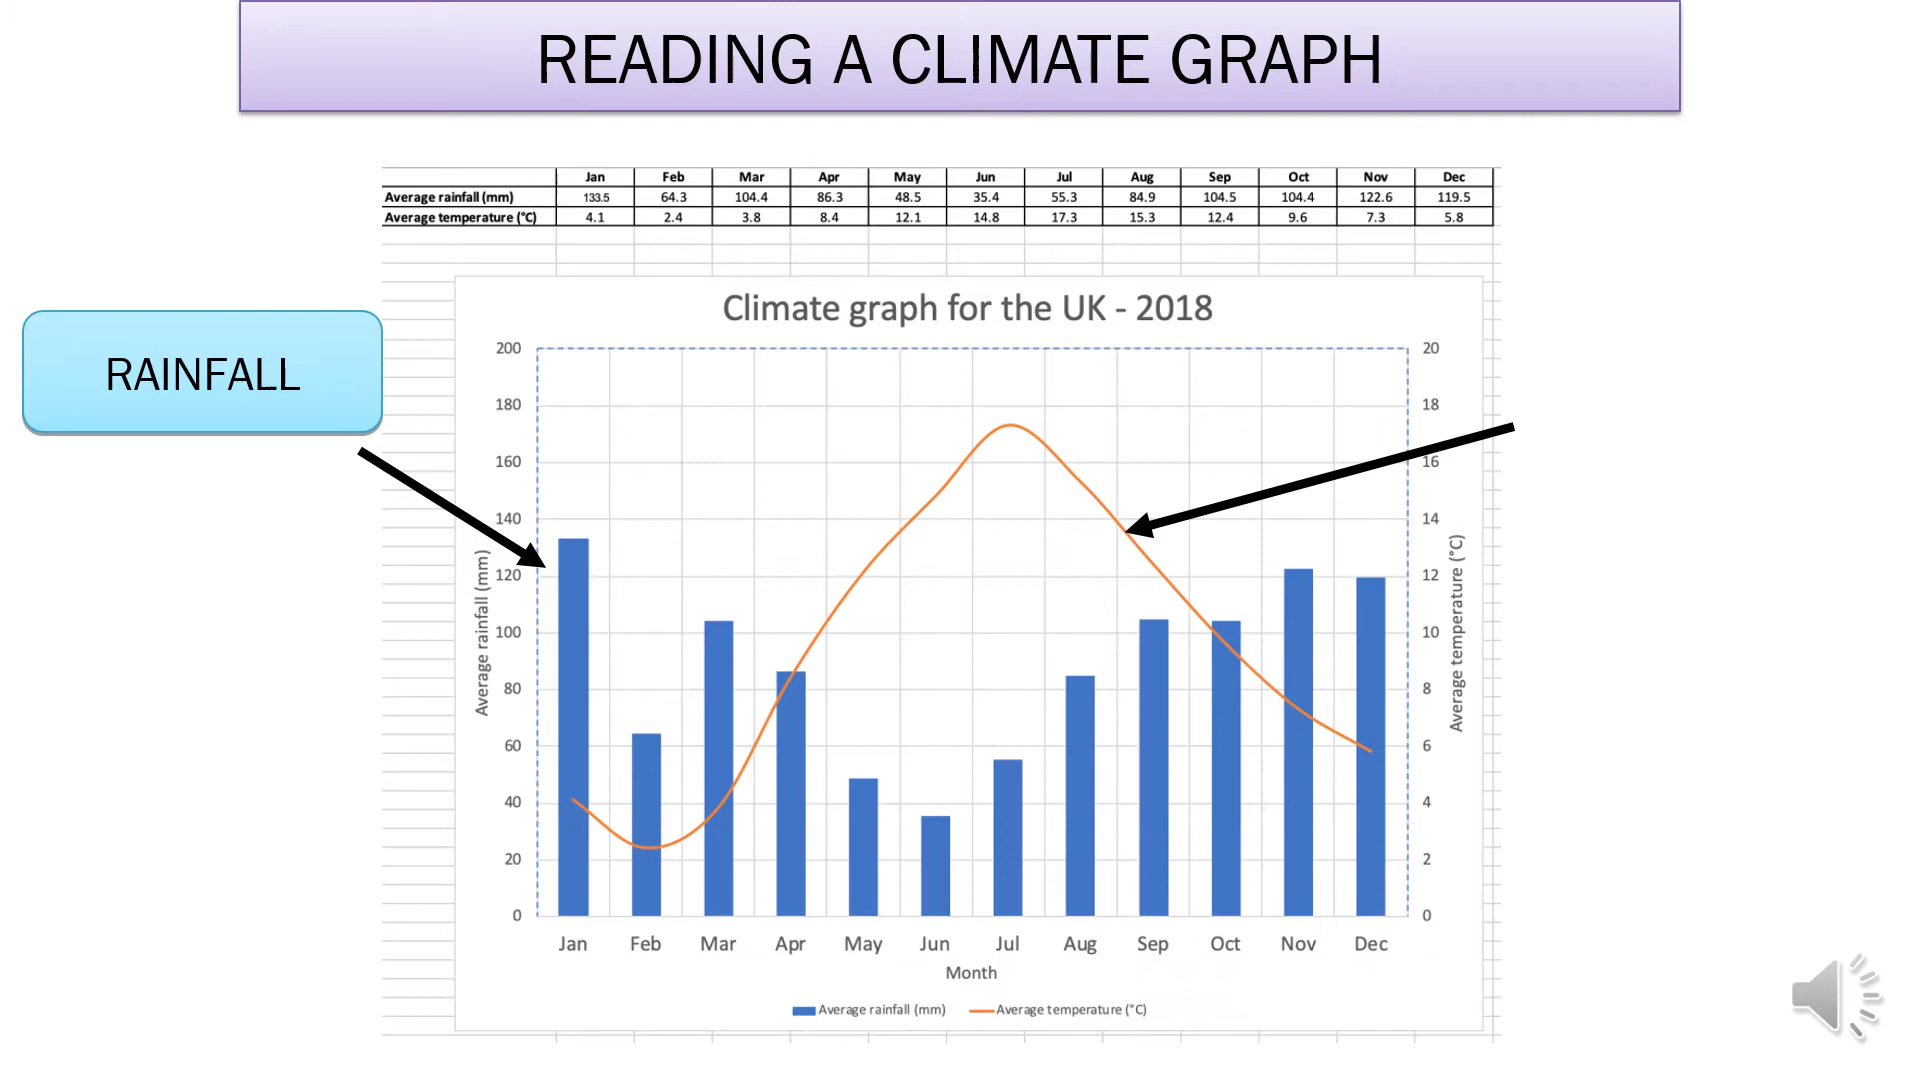 READING A CLIMATE GRAPH
Jan Feb Mar Apr May Jun Jul Aug Sep Oct Nov Dec
Average rainfall (mm) 133.5 64.3 104.4 86.3 48.5 35.4 55.3 84.9 104.5 104.4 122.6 119.5
Average temperature (°C) 4.1 2.4 3.8 8.4 12.1 14.8 17.3 15.3 12.4 9.6 7.3 5.8
RAINFALL
Climate graph for the UK - 2018
200 20
180 18
160 16
140 14
120 12
100 10
80 8
60 6
40 4
20 2
0 0
Average rainfall (mm)
Average temperature (°C)
Jan Feb Mar Apr May Jun Jul Aug Sep Oct Nov Dec
Month
Average rainfall (mm) Average temperature (°C)